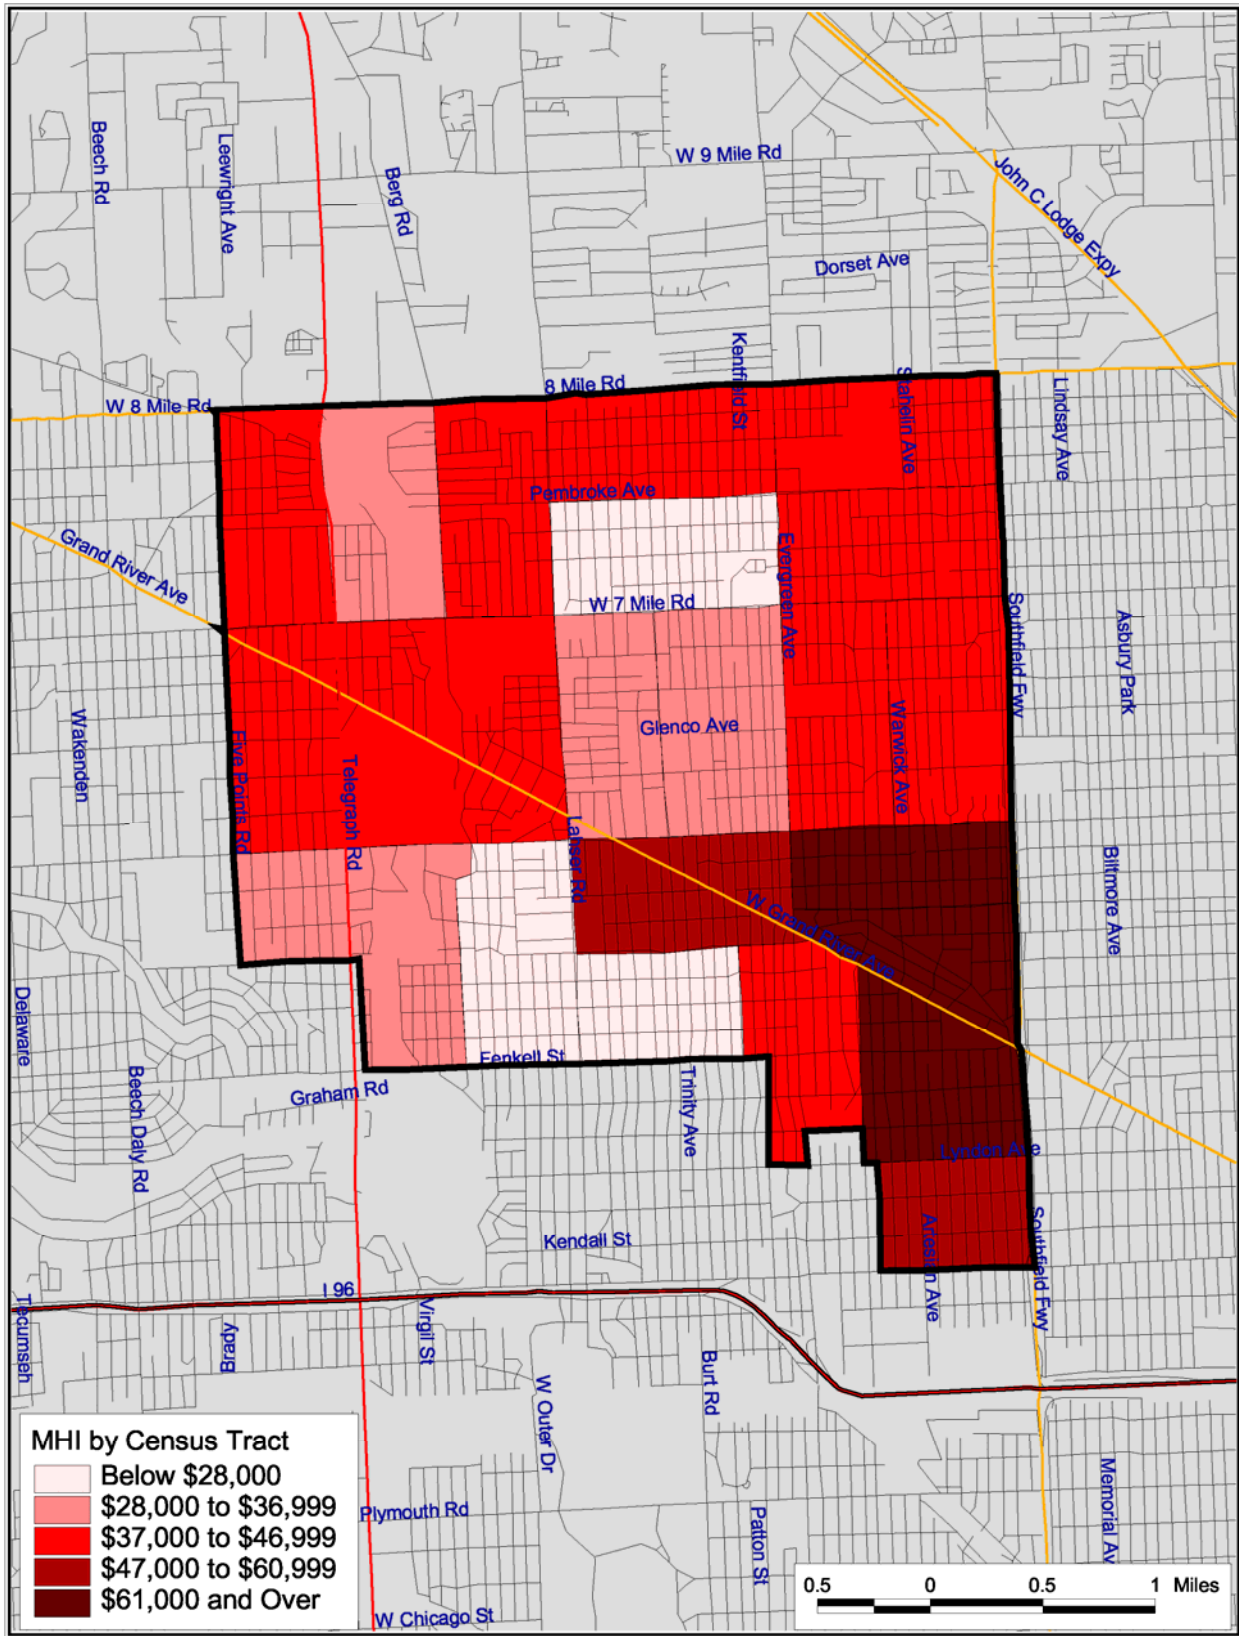 Beech Rd
Leewright Ave
Berg Rd
W 9 Mile Rd
John C Lodge Expy
Dorset Ave
Kentfield St
Stahelin Ave
Lindsay Ave
8 Mile Rd
W 8 Mile Rd
Pembroke Ave
Grand River Ave
Evergreen Ave
W 7 Mile Rd
Southfield Fwy
Asbury Park
Wakenden
Five Points Rd
Telegraph Rd
Glenco Ave
Warwick Ave
Lahser Rd
Biltmore Ave
W Grand River Ave
Delaware
Beech Daly Rd
Fenkell St
Graham Rd
Trinity Ave
Lyndon Ave
Kendall St
Artesian Ave
Southfield Fwy
I 96
Tecumseh
Brady
Virgil St
W Outer Dr
Burt Rd
Plymouth Rd
Patton St
Memorial Av
W Chicago St
MHI by Census Tract
Below $28,000
$28,000 to $36,999
$37,000 to $46,999
$47,000 to $60,999
$61,000 and Over
0.5 0 0.5 1 Miles